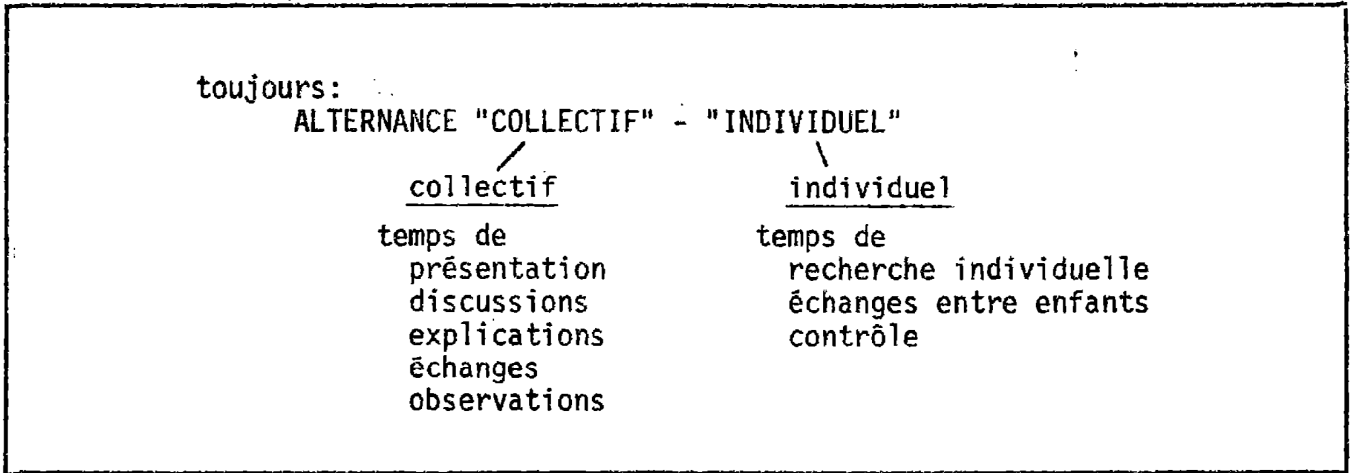 toujours:
ALTERNANCE "COLLECTIF" - "INDIVIDUEL"
collectif
temps de
présentation
discussions
explications
échanges
observations
individuel
temps de
recherche individuelle
échanges entre enfants
contrôle